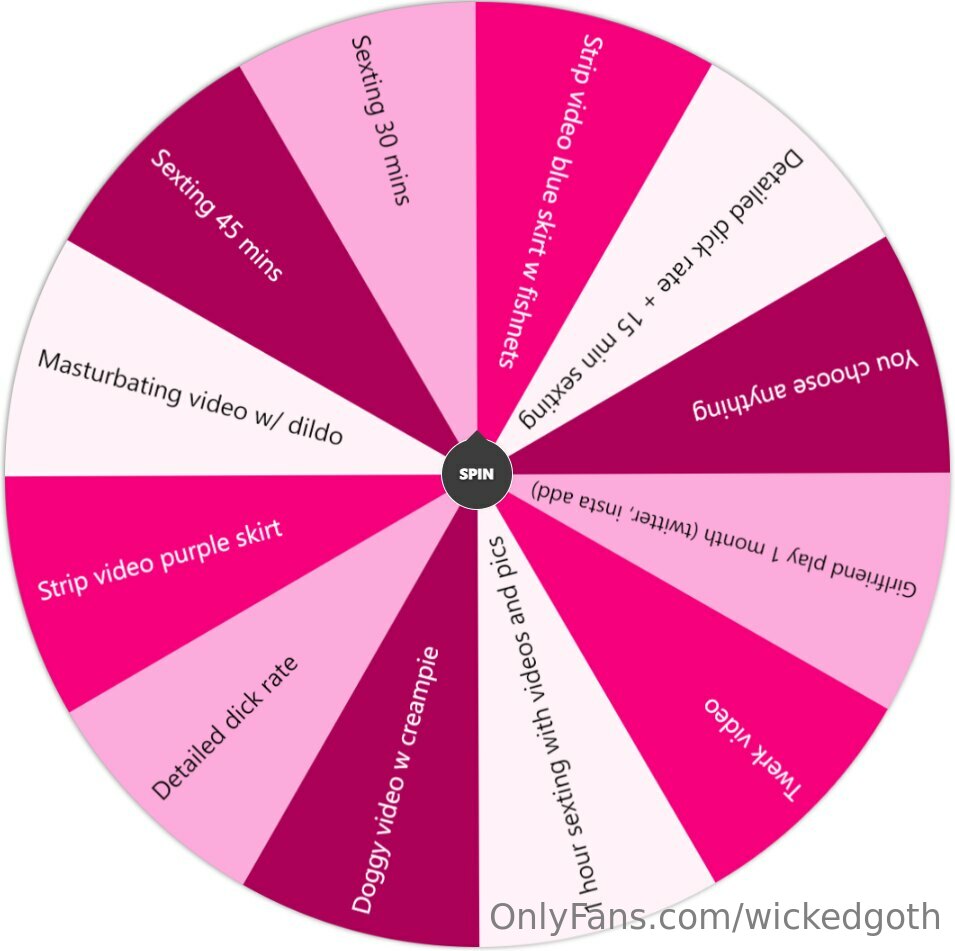 Strip video blue skirt w fishnets
Detailed dick rate + 15 min sexting
You choose anything
Girlfriend play 1 month (twitter, insta add)
Twerk video
1 hour sexting with videos and pics
Doggy video w creampie
Detailed dick rate
Strip video purple skirt
Masturbating video w/ dildo
Sexting 45 mins
Sexting 30 mins
SPIN
OnlyFans.com/wickedgoth